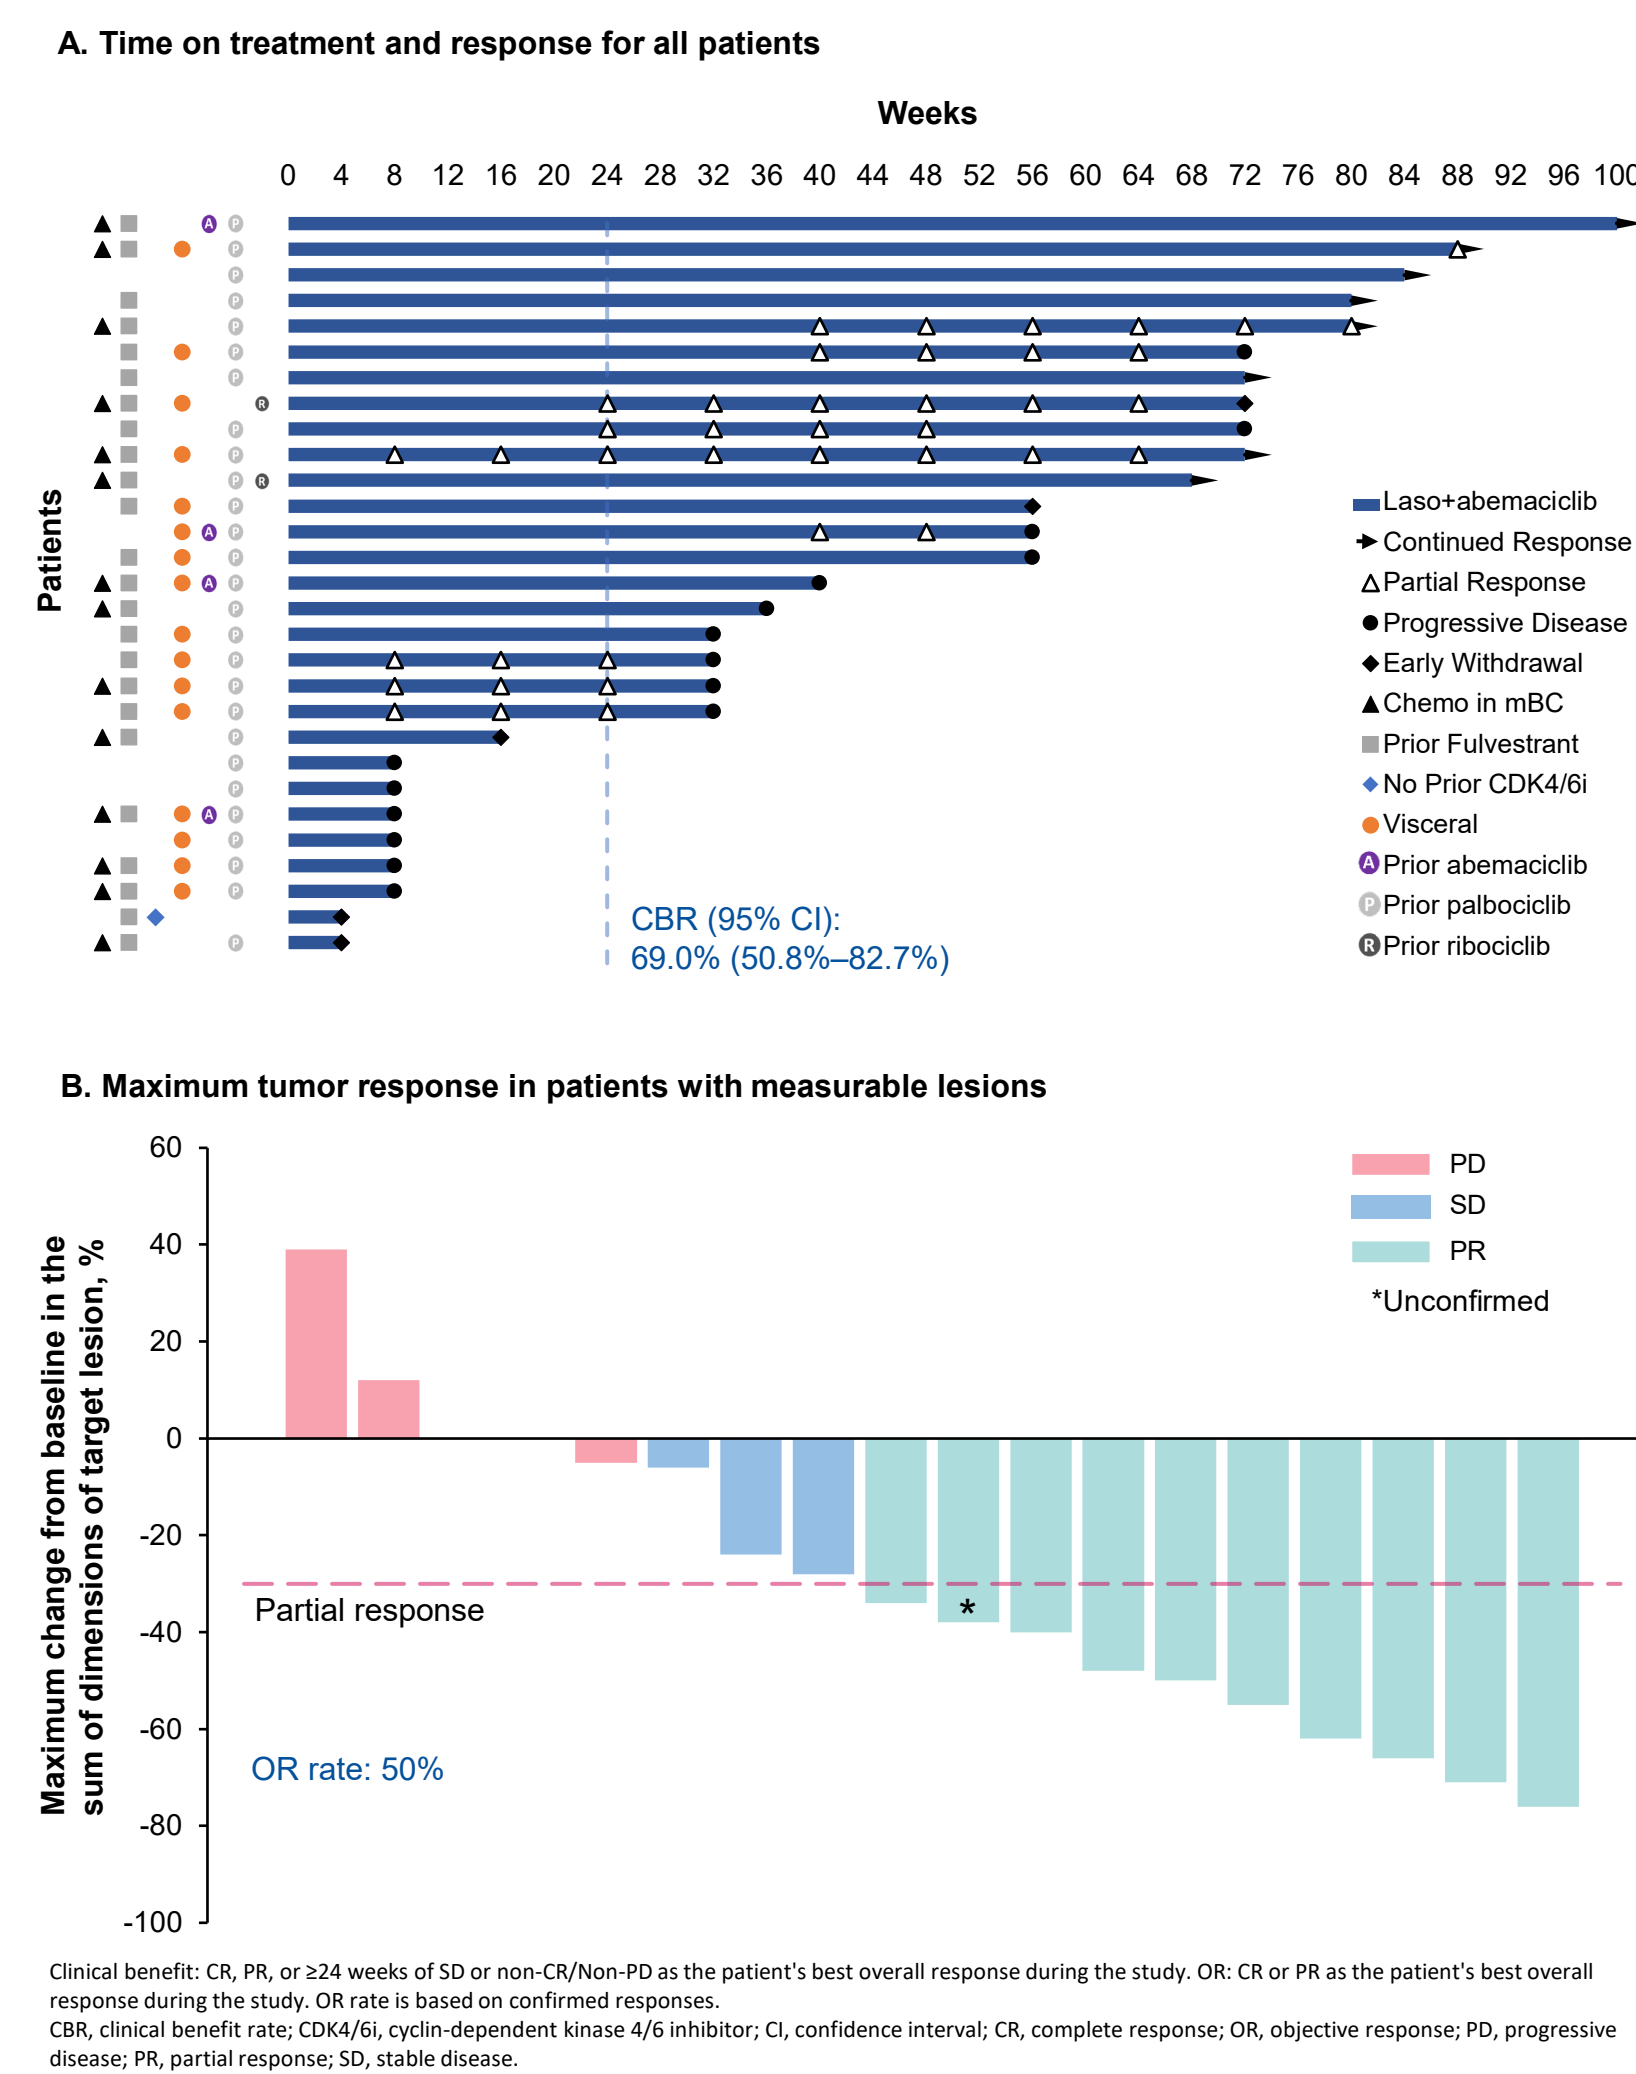 A. Time on treatment and response for all patients
Weeks
0 4 8 12 16 20 24 28 32 36 40 44 48 52 56 60 64 68 72 76 80 84 88 92 96 100
Patients
A P
P
P
P
P
P
P
R
P
P
P R
P
A P
P
A P
P
P
P
P
P
P
P
P
A P
P
P
P
P
Laso+abemaciclib
Continued Response
Partial Response
Progressive Disease
Early Withdrawal
Chemo in mBC
Prior Fulvestrant
No Prior CDK4/6i
Visceral
A Prior abemaciclib
P Prior palbociclib
R Prior ribociclib
CBR (95% CI):
69.0% (50.8%–82.7%)
B. Maximum tumor response in patients with measurable lesions
Maximum change from baseline in the
sum of dimensions of target lesion, %
60
40
20
0
-20
-40
-60
-80
-100
PD
SD
PR
*Unconfirmed
Partial response
*
OR rate: 50%
Clinical benefit: CR, PR, or ≥24 weeks of SD or non-CR/Non-PD as the patient's best overall response during the study. OR: CR or PR as the patient's best overall
response during the study. OR rate is based on confirmed responses.
CBR, clinical benefit rate; CDK4/6i, cyclin-dependent kinase 4/6 inhibitor; CI, confidence interval; CR, complete response; OR, objective response; PD, progressive
disease; PR, partial response; SD, stable disease.